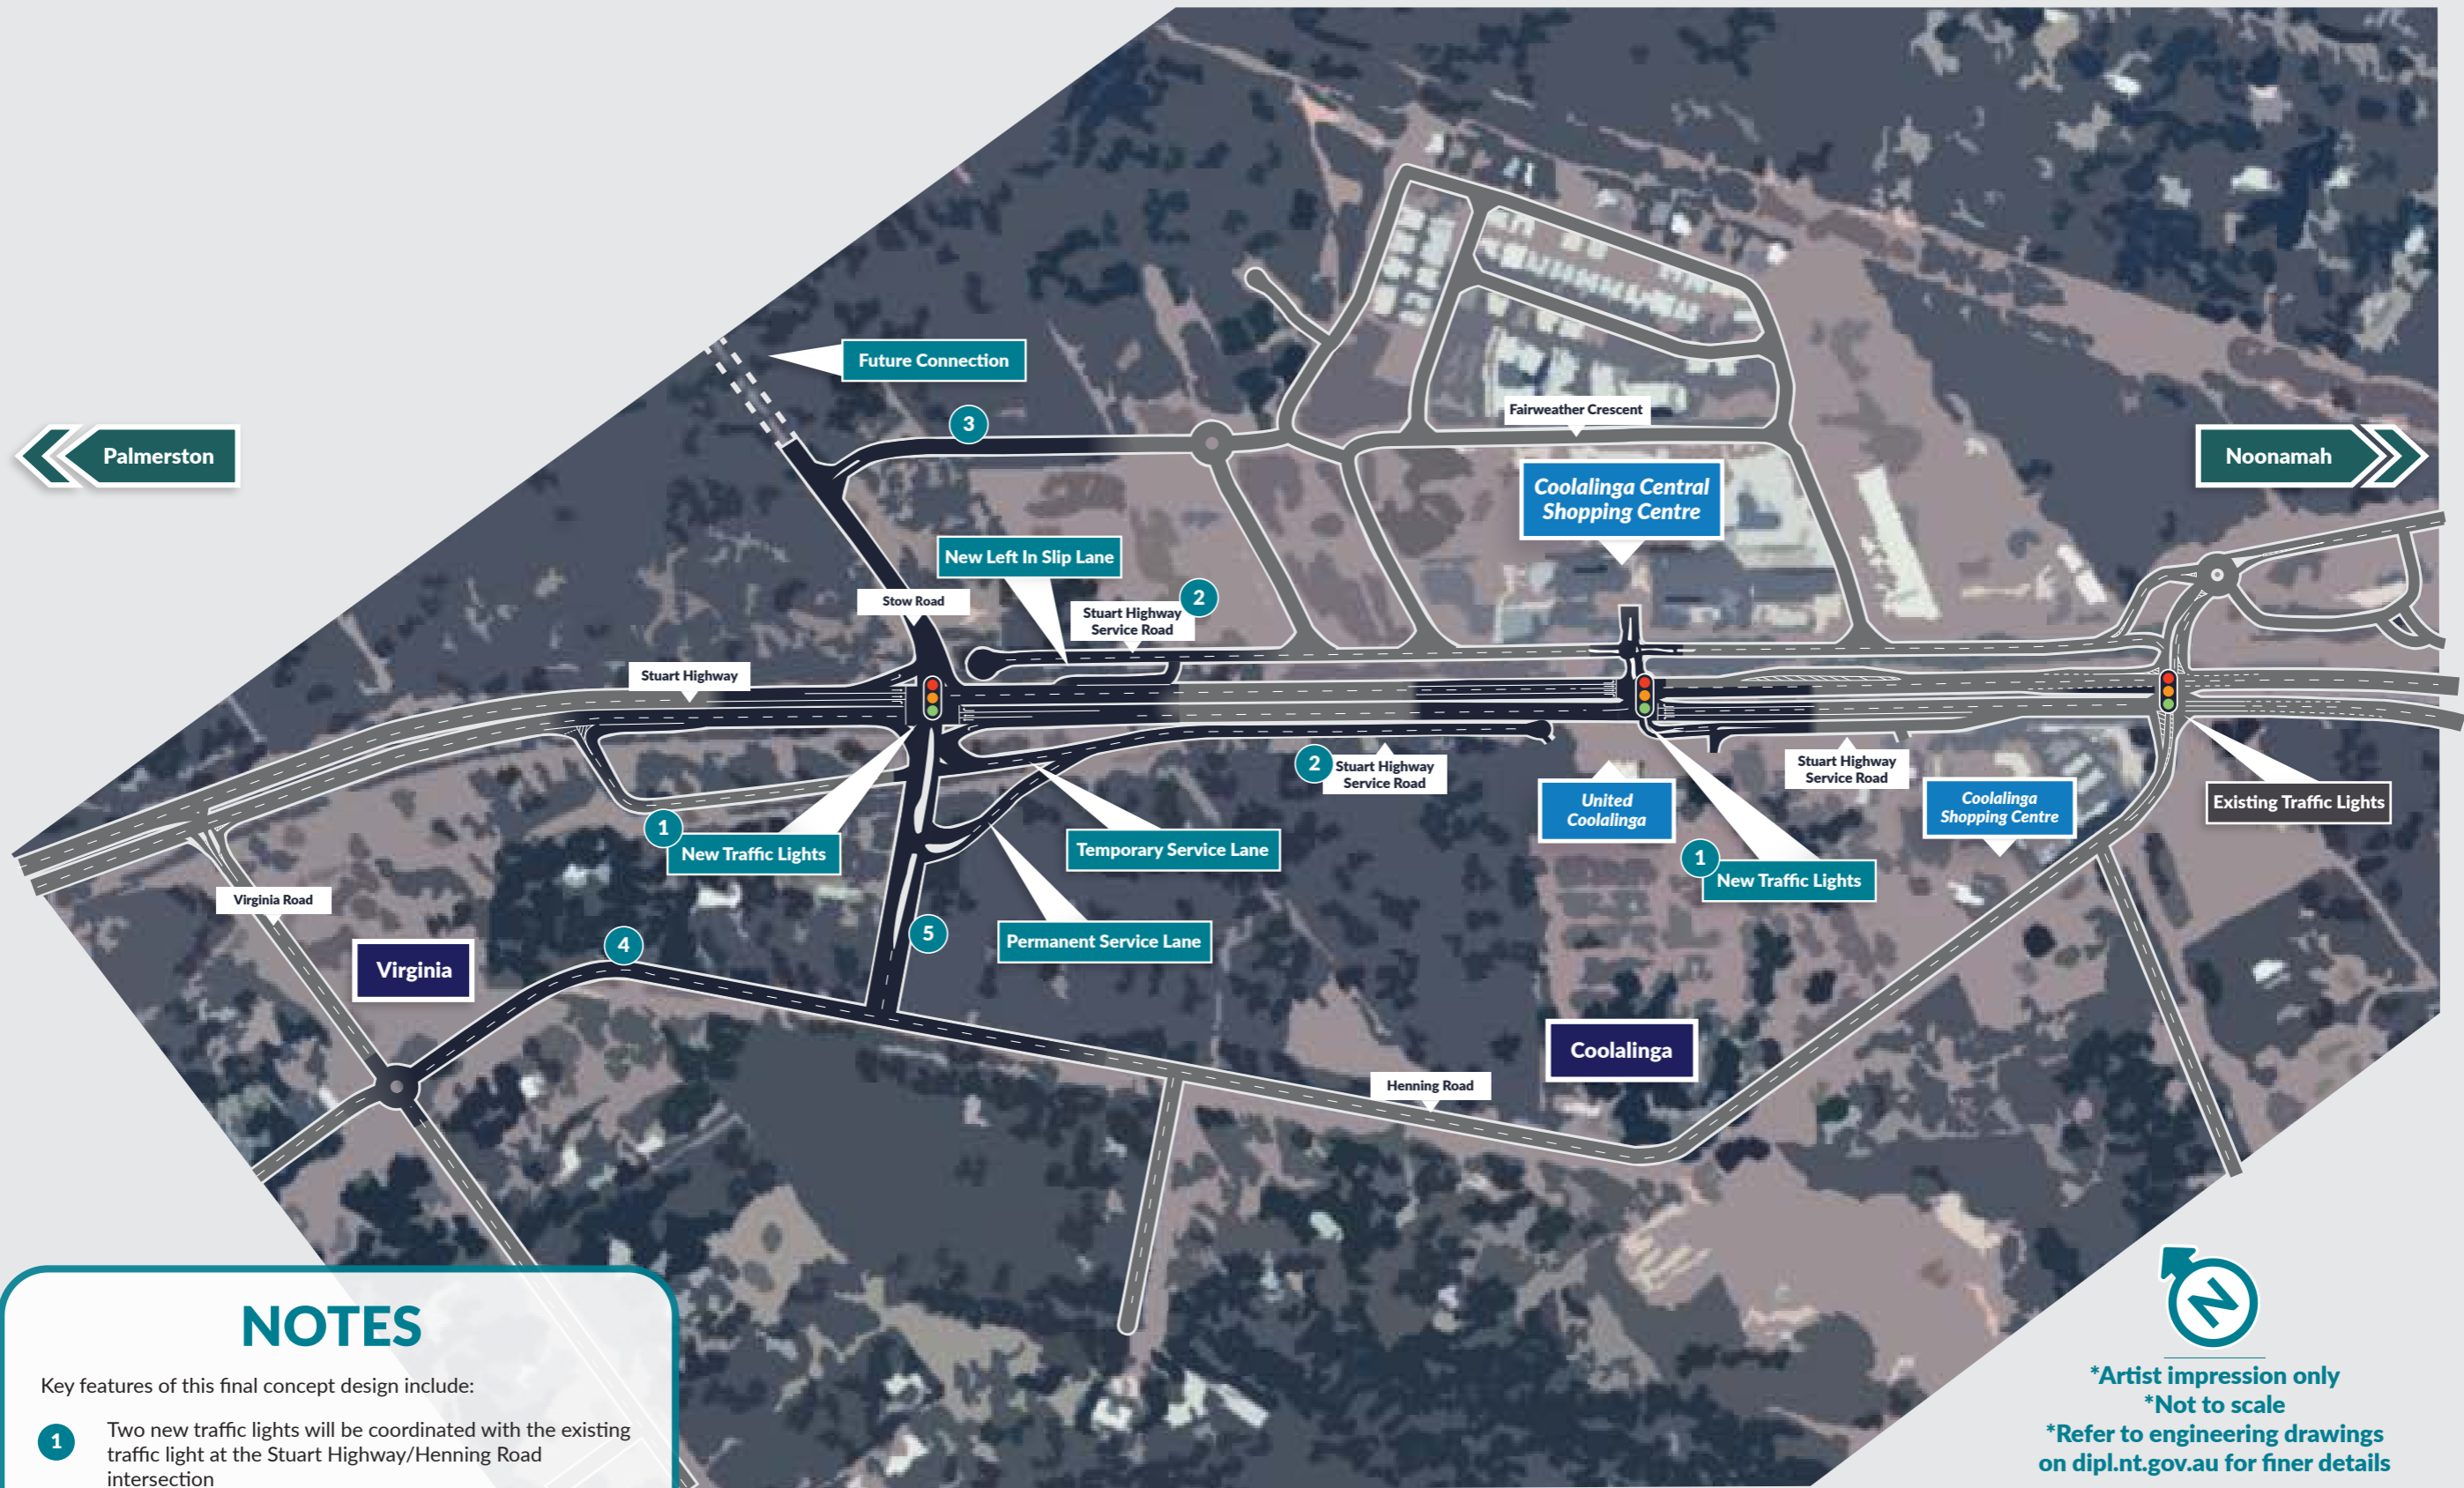 Future Connection
3
Fairweather Crescent
Palmerston
Noonamah
Coolalinga Central
Shopping Centre
New Left In Slip Lane
Stow Road
2
Stuart Highway
Service Road
Stuart Highway
2
Stuart Highway
Service Road
Stuart Highway
Service Road
United
Coolalinga
Coolalinga
Shopping Centre
Existing Traffic Lights
1
New Traffic Lights
Temporary Service Lane
1
New Traffic Lights
Virginia Road
Permanent Service Lane
5
4
Virginia
Coolalinga
Henning Road
NOTES
Key features of this final concept design include:
1
Two new traffic lights will be coordinated with the existing
traffic light at the Stuart Highway/Henning Road
intersection
N
*Artist impression only
*Not to scale
*Refer to engineering drawings
on dipl.nt.gov.au for finer details